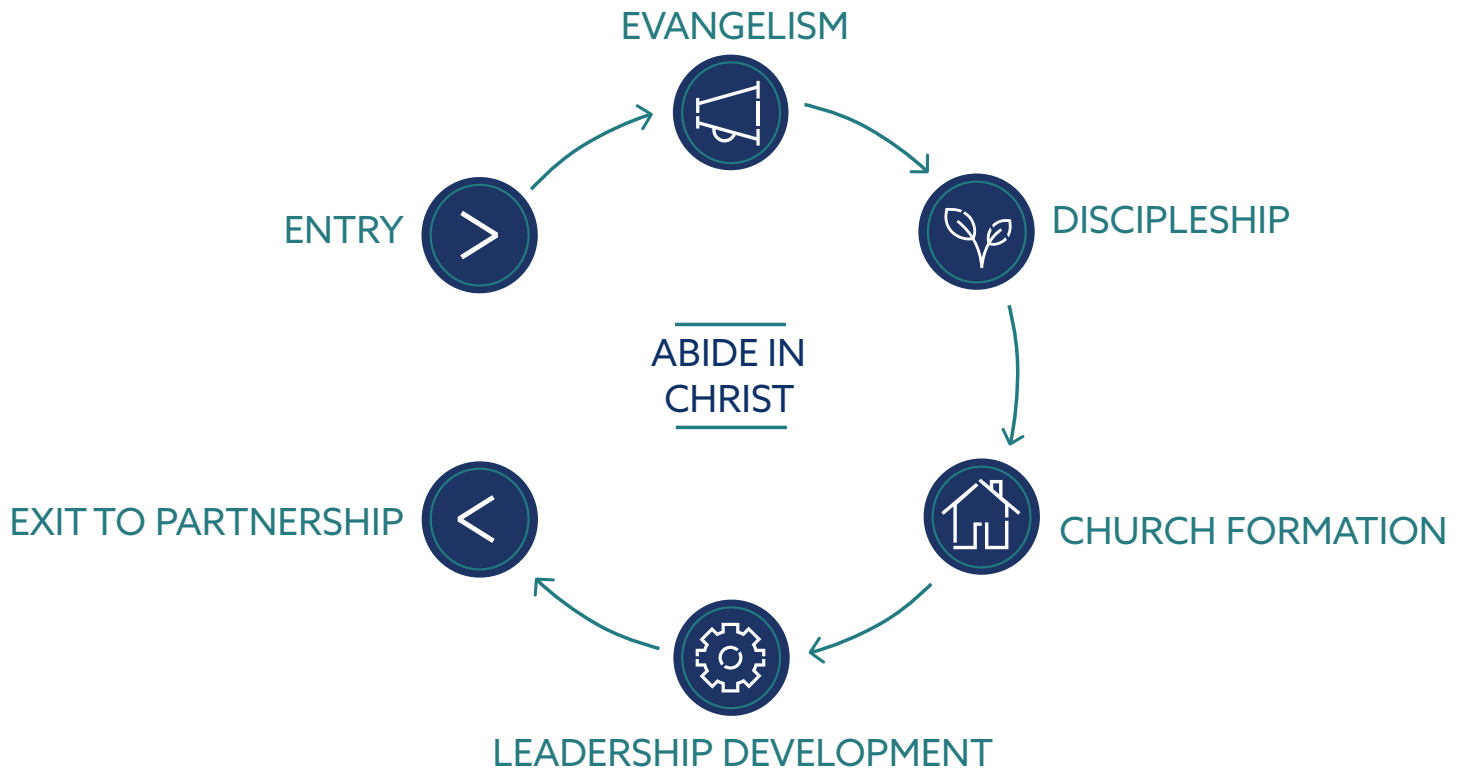 EVANGELISM
ENTRY
DISCIPLESHIP
ABIDE IN
CHRIST
EXIT TO PARTNERSHIP
CHURCH FORMATION
LEADERSHIP DEVELOPMENT